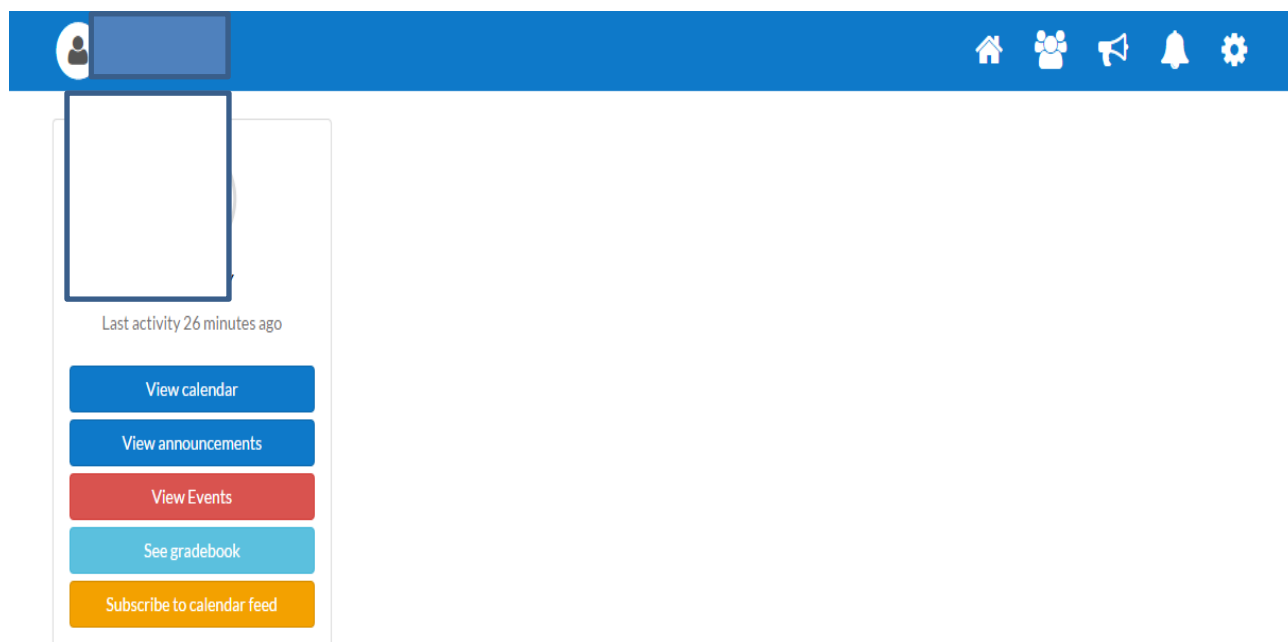 Last activity 26 minutes ago
View calendar
View announcements
View Events
See gradebook
Subscribe to calendar feed